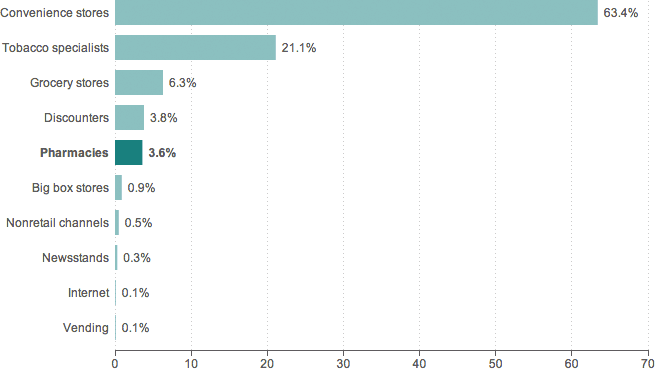 Convenience stores 63.4%
Tobacco specialists 21.1%
Grocery stores 6.3%
Discounters 3.8%
Pharmacies 3.6%
Big box stores 0.9%
Nonretail channels 0.5%
Newsstands 0.3%
Internet 0.1%
Vending 0.1%
0 10 20 30 40 50 60 70